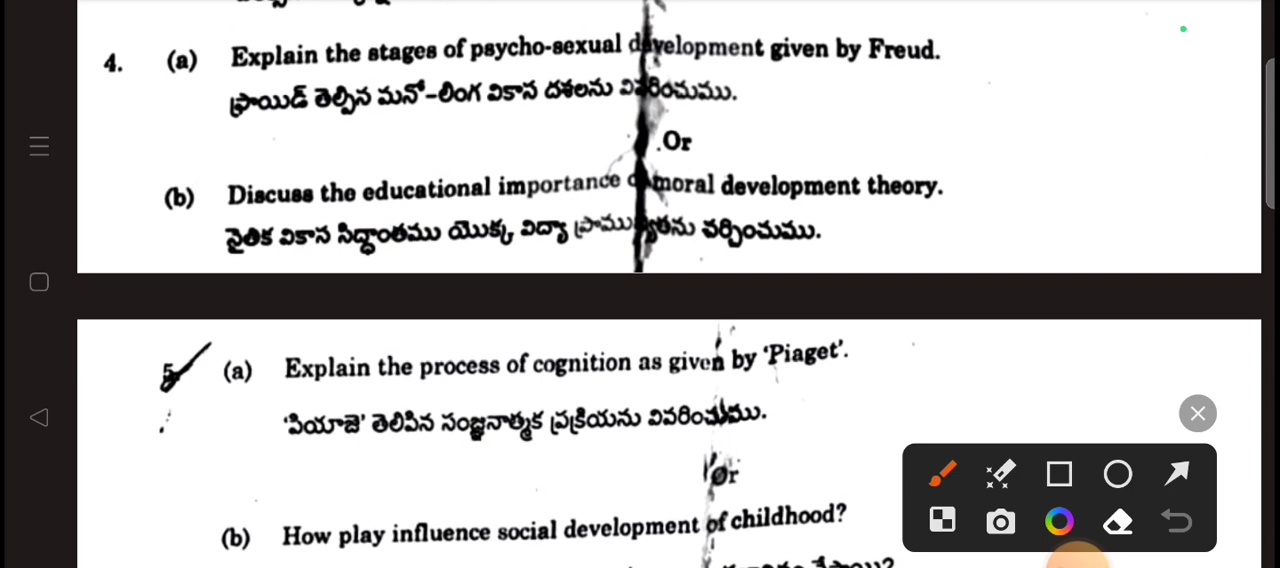 4. (a) Explain the stages of psycho-sexual development given by Freud.
ఫ్రాయిడ్ తెల్పిన మనో-లింగ వికాస దశలను వివరించుము.
Or
(b) Discuss the educational importance of moral development theory.
నైతిక వికాస సిద్ధాంతము యొక్క విద్యా ప్రాముఖ్యతను చర్చించుము.
5. (a) Explain the process of cognition as given by 'Piaget'.
'పియాజె' తెలిపిన సంజ్ఞనాత్మక ప్రక్రియను వివరించుము.
Or
(b) How play influence social development of childhood?